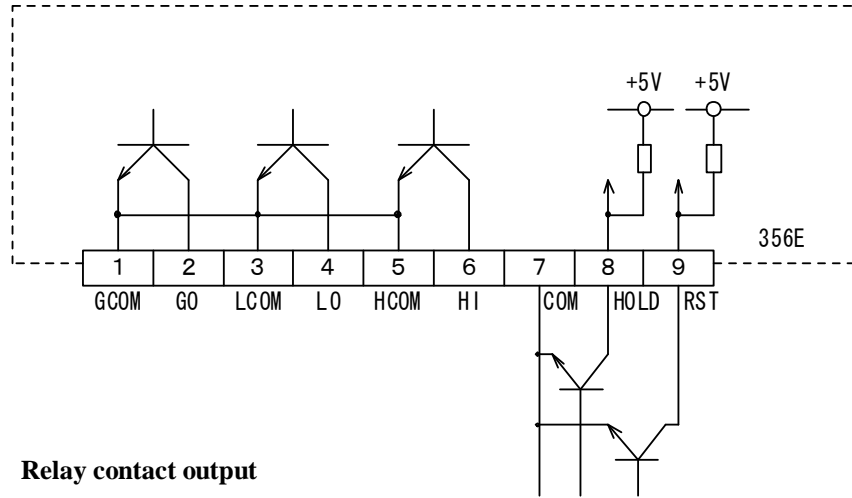 +5V +5V
356E
1 2 3 4 5 6 7 8 9
GCOM GO LCOM LO HCOM HI COM HOLD RST
Relay contact output